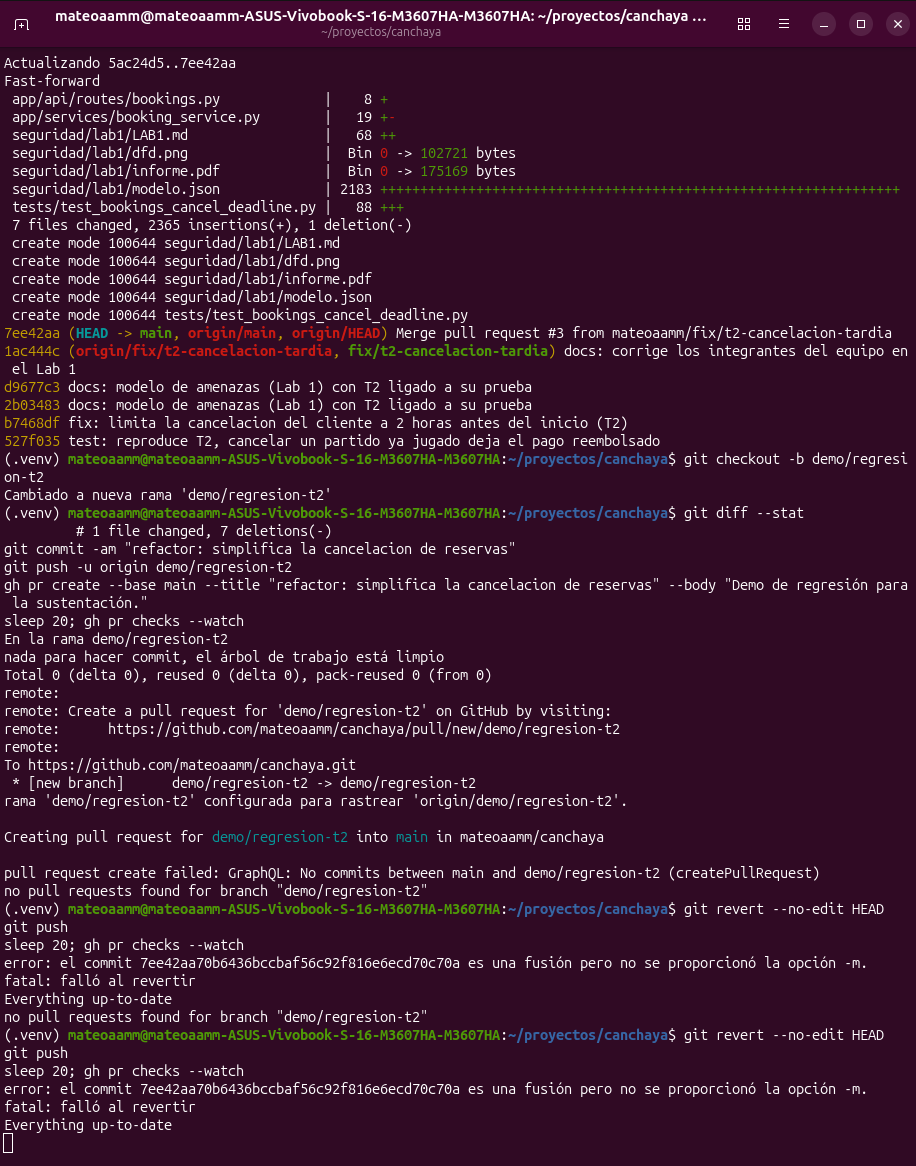 mateoaamm@mateoaamm-ASUS-Vivobook-S-16-M3607HA-M3607HA: ~/proyectos/canchaya ...
~/proyectos/canchaya
Actualizando 5ac24d5..7ee42aa
Fast-forward
 app/api/routes/bookings.py             |    8 +
 app/services/booking_service.py        |   19 +-
 seguridad/lab1/LAB1.md                 |   68 ++
 seguridad/lab1/dfd.png                 |  Bin 0 -> 102721 bytes
 seguridad/lab1/informe.pdf             |  Bin 0 -> 175169 bytes
 seguridad/lab1/modelo.json             | 2183 +++++++++++++++++++++++++++++++++++++++++++++++++++++++++++++++++
 tests/test_bookings_cancel_deadline.py |   88 +++
 7 files changed, 2365 insertions(+), 1 deletion(-)
 create mode 100644 seguridad/lab1/LAB1.md
 create mode 100644 seguridad/lab1/dfd.png
 create mode 100644 seguridad/lab1/informe.pdf
 create mode 100644 seguridad/lab1/modelo.json
 create mode 100644 tests/test_bookings_cancel_deadline.py
7ee42aa (HEAD -> main, origin/main, origin/HEAD) Merge pull request #3 from mateoaamm/fix/t2-cancelacion-tardia
1ac444c (origin/fix/t2-cancelacion-tardia, fix/t2-cancelacion-tardia) docs: corrige los integrantes del equipo en
 el Lab 1
d9677c3 docs: modelo de amenazas (Lab 1) con T2 ligado a su prueba
2b03483 docs: modelo de amenazas (Lab 1) con T2 ligado a su prueba
b7468df fix: limita la cancelacion del cliente a 2 horas antes del inicio (T2)
527f035 test: reproduce T2, cancelar un partido ya jugado deja el pago reembolsado
(.venv) mateoaamm@mateoaamm-ASUS-Vivobook-S-16-M3607HA-M3607HA:~/proyectos/canchaya$ git checkout -b demo/regresi
on-t2
Cambiado a nueva rama 'demo/regresion-t2'
(.venv) mateoaamm@mateoaamm-ASUS-Vivobook-S-16-M3607HA-M3607HA:~/proyectos/canchaya$ git diff --stat
         # 1 file changed, 7 deletions(-)
git commit -am "refactor: simplifica la cancelacion de reservas"
git push -u origin demo/regresion-t2
gh pr create --base main --title "refactor: simplifica la cancelacion de reservas" --body "Demo de regresión para
 la sustentación."
sleep 20; gh pr checks --watch
En la rama demo/regresion-t2
nada para hacer commit, el árbol de trabajo está limpio
Total 0 (delta 0), reused 0 (delta 0), pack-reused 0 (from 0)
remote:
remote: Create a pull request for 'demo/regresion-t2' on GitHub by visiting:
remote:      https://github.com/mateoaamm/canchaya/pull/new/demo/regresion-t2
remote:
To https://github.com/mateoaamm/canchaya.git
 * [new branch]      demo/regresion-t2 -> demo/regresion-t2
rama 'demo/regresion-t2' configurada para rastrear 'origin/demo/regresion-t2'.
Creating pull request for demo/regresion-t2 into main in mateoaamm/canchaya
pull request create failed: GraphQL: No commits between main and demo/regresion-t2 (createPullRequest)
no pull requests found for branch "demo/regresion-t2"
(.venv) mateoaamm@mateoaamm-ASUS-Vivobook-S-16-M3607HA-M3607HA:~/proyectos/canchaya$ git revert --no-edit HEAD
git push
sleep 20; gh pr checks --watch
error: el commit 7ee42aa70b6436bccbaf56c92f816e6ecd70c70a es una fusión pero no se proporcionó la opción -m.
fatal: falló al revertir
Everything up-to-date
no pull requests found for branch "demo/regresion-t2"
(.venv) mateoaamm@mateoaamm-ASUS-Vivobook-S-16-M3607HA-M3607HA:~/proyectos/canchaya$ git revert --no-edit HEAD
git push
sleep 20; gh pr checks --watch
error: el commit 7ee42aa70b6436bccbaf56c92f816e6ecd70c70a es una fusión pero no se proporcionó la opción -m.
fatal: falló al revertir
Everything up-to-date